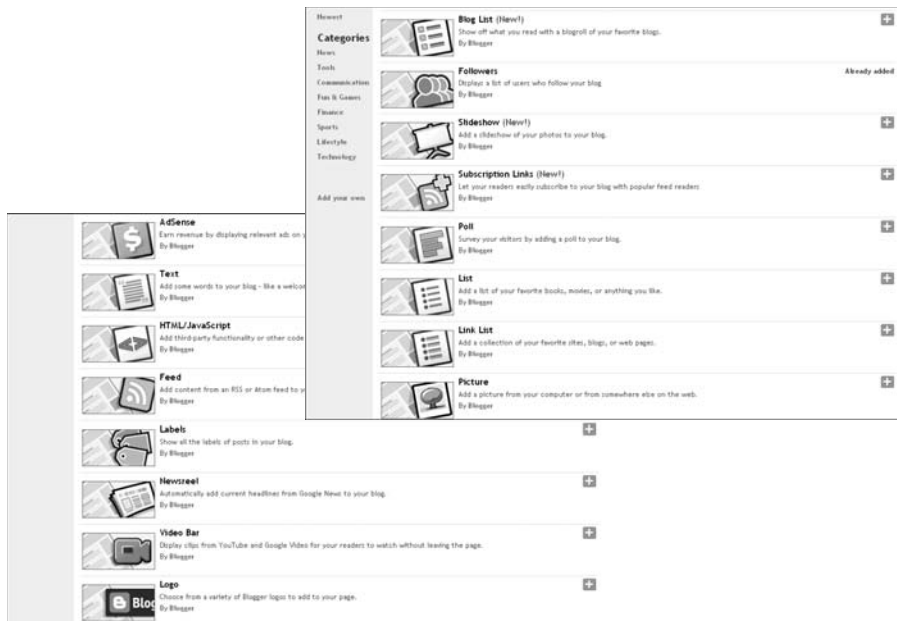 Newest
Categories
News
Tools
Communication
Fun & Games
Finance
Sports
Lifestyle
Technology
Add your own
Blog List (New!)
Show off what you read with a blogroll of your favorite blogs.
By Blogger
Followers
Already added
Displays a list of users who follow your blog
By Blogger
Slideshow (New!)
Add a slideshow of your photos to your blog.
By Blogger
Subscription Links (New!)
Let your readers easily subscribe to your blog with popular feed readers
By Blogger
Poll
Survey your visitors by adding a poll to your blog.
By Blogger
List
Add a list of your favorite books, movies, or anything you like.
By Blogger
Link List
Add a collection of your favorite sites, blogs, or web pages.
By Blogger
Picture
Add a picture from your computer or from somewhere else on the web.
By Blogger
AdSense
Earn revenue by displaying relevant ads on
By Blogger
Text
Add some words to your blog - like a
By Blogger
HTML/JavaScript
Add third-party functionality or other code
By Blogger
Feed
Add content from an RSS or Atom feed to
By Blogger
Labels
Show all the labels of posts in your blog.
By Blogger
Newsreel
Automatically add current headlines from Google News to your blog.
By Blogger
Video Bar
Display clips from YouTube and Google Video for your readers to watch without leaving the page.
By Blogger
Logo
Choose from a variety of Blogger logos to add to your page.
By Blogger
Blog